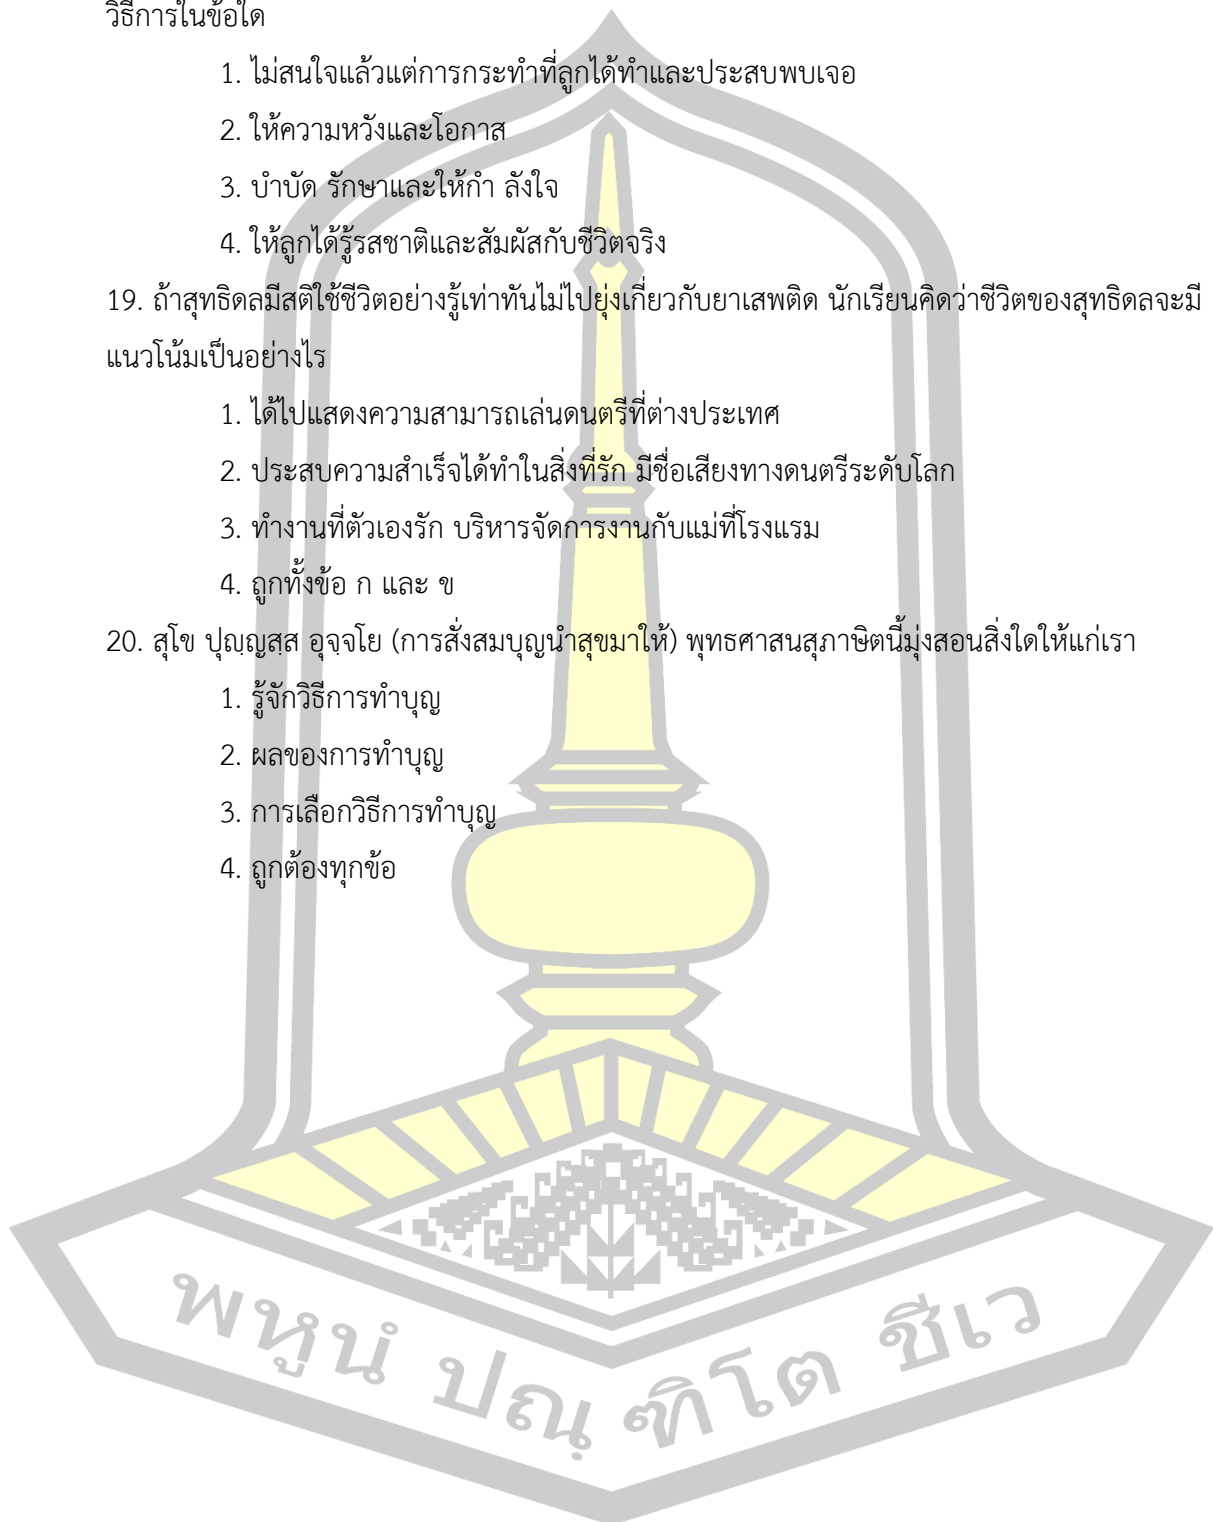 วิธีการในข้อใด
1. ไม่สนใจแล้วแต่การกระทำที่ลูกได้ทำและประสบพบเจอ
2. ให้ความหวังและโอกาส
3. บำบัด รักษาและให้กำ ลังใจ
4. ให้ลูกได้รู้รสชาติและสัมผัสกับชีวิตจริง
19. ถ้าสุทธิดลมีสติใช้ชีวิตอย่างรู้เท่าทันไม่ไปยุ่งเกี่ยวกับยาเสพติด นักเรียนคิดว่าชีวิตของสุทธิดลจะมี
แนวโน้มเป็นอย่างไร
1. ได้ไปแสดงความสามารถเล่นดนตรีที่ต่างประเทศ
2. ประสบความสำเร็จได้ทำในสิ่งที่รัก มีชื่อเสียงทางดนตรีระดับโลก
3. ทำงานที่ตัวเองรัก บริหารจัดการงานกับแม่ที่โรงแรม
4. ถูกทั้งข้อ ก และ ข
20. สุโข ปุญฺญสฺส อุจฺจโย (การสั่งสมบุญนำสุขมาให้) พุทธศาสนสุภาษิตนี้มุ่งสอนสิ่งใดให้แก่เรา
1. รู้จักวิธีการทำบุญ
2. ผลของการทำบุญ
3. การเลือกวิธีการทำบุญ
4. ถูกต้องทุกข้อ
พหูนํ ปณฺ ฑิโต ชีเว